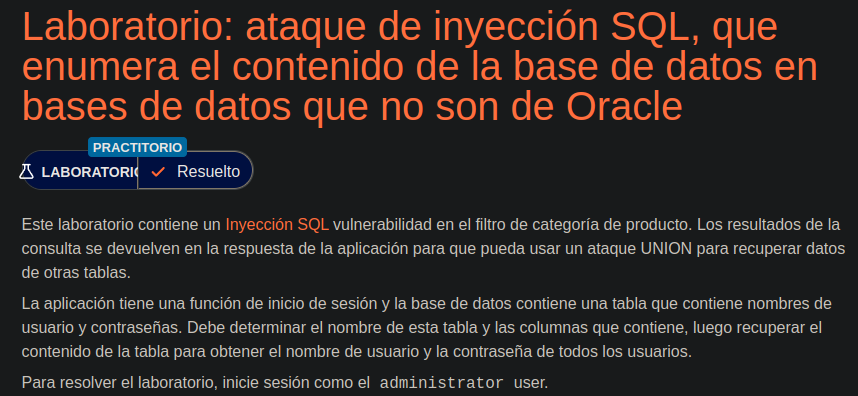 Laboratorio: ataque de inyección SQL, que
enumera el contenido de la base de datos en
bases de datos que no son de Oracle
PRACTITORIO
LABORATORIO Resuelto
Este laboratorio contiene un Inyección SQL vulnerabilidad en el filtro de categoría de producto. Los resultados de la
consulta se devuelven en la respuesta de la aplicación para que pueda usar un ataque UNION para recuperar datos
de otras tablas.
La aplicación tiene una función de inicio de sesión y la base de datos contiene una tabla que contiene nombres de
usuario y contraseñas. Debe determinar el nombre de esta tabla y las columnas que contiene, luego recuperar el
contenido de la tabla para obtener el nombre de usuario y la contraseña de todos los usuarios.
Para resolver el laboratorio, inicie sesión como el administrator user.